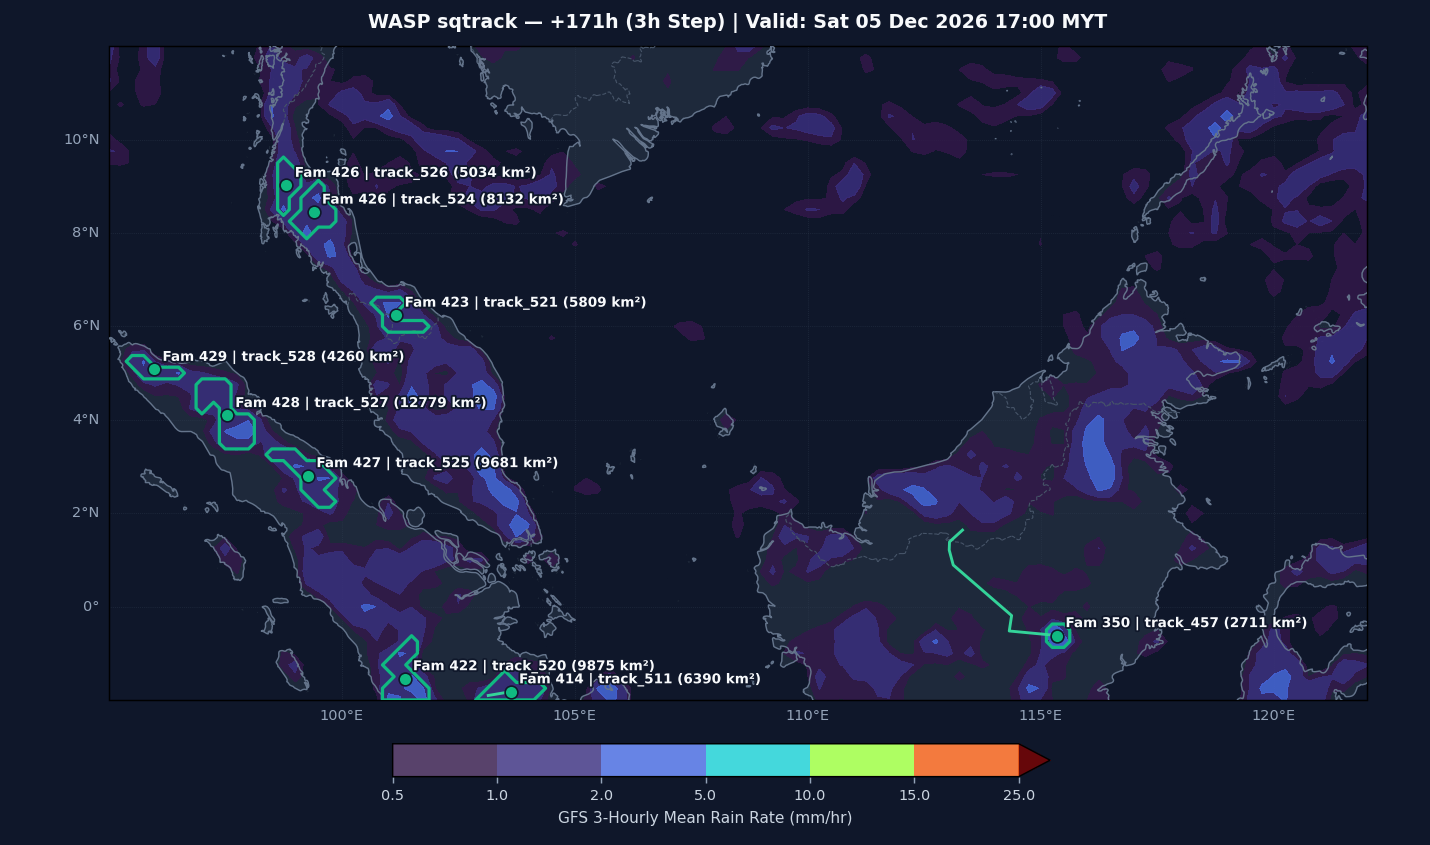 WASP sqtrack — +171h (3h Step) | Valid: Sat 05 Dec 2026 17:00 MYT
10°N
8°N
6°N
4°N
2°N
0°
Fam 426 | track_526 (5034 km²)
Fam 426 | track_524 (8132 km²)
Fam 423 | track_521 (5809 km²)
Fam 429 | track_528 (4260 km²)
Fam 428 | track_527 (12779 km²)
Fam 427 | track_525 (9681 km²)
Fam 350 | track_457 (2711 km²)
Fam 422 | track_520 (9875 km²)
Fam 414 | track_511 (6390 km²)
100°E 105°E 110°E 115°E 120°E
0.5 1.0 2.0 5.0 10.0 15.0 25.0
GFS 3-Hourly Mean Rain Rate (mm/hr)